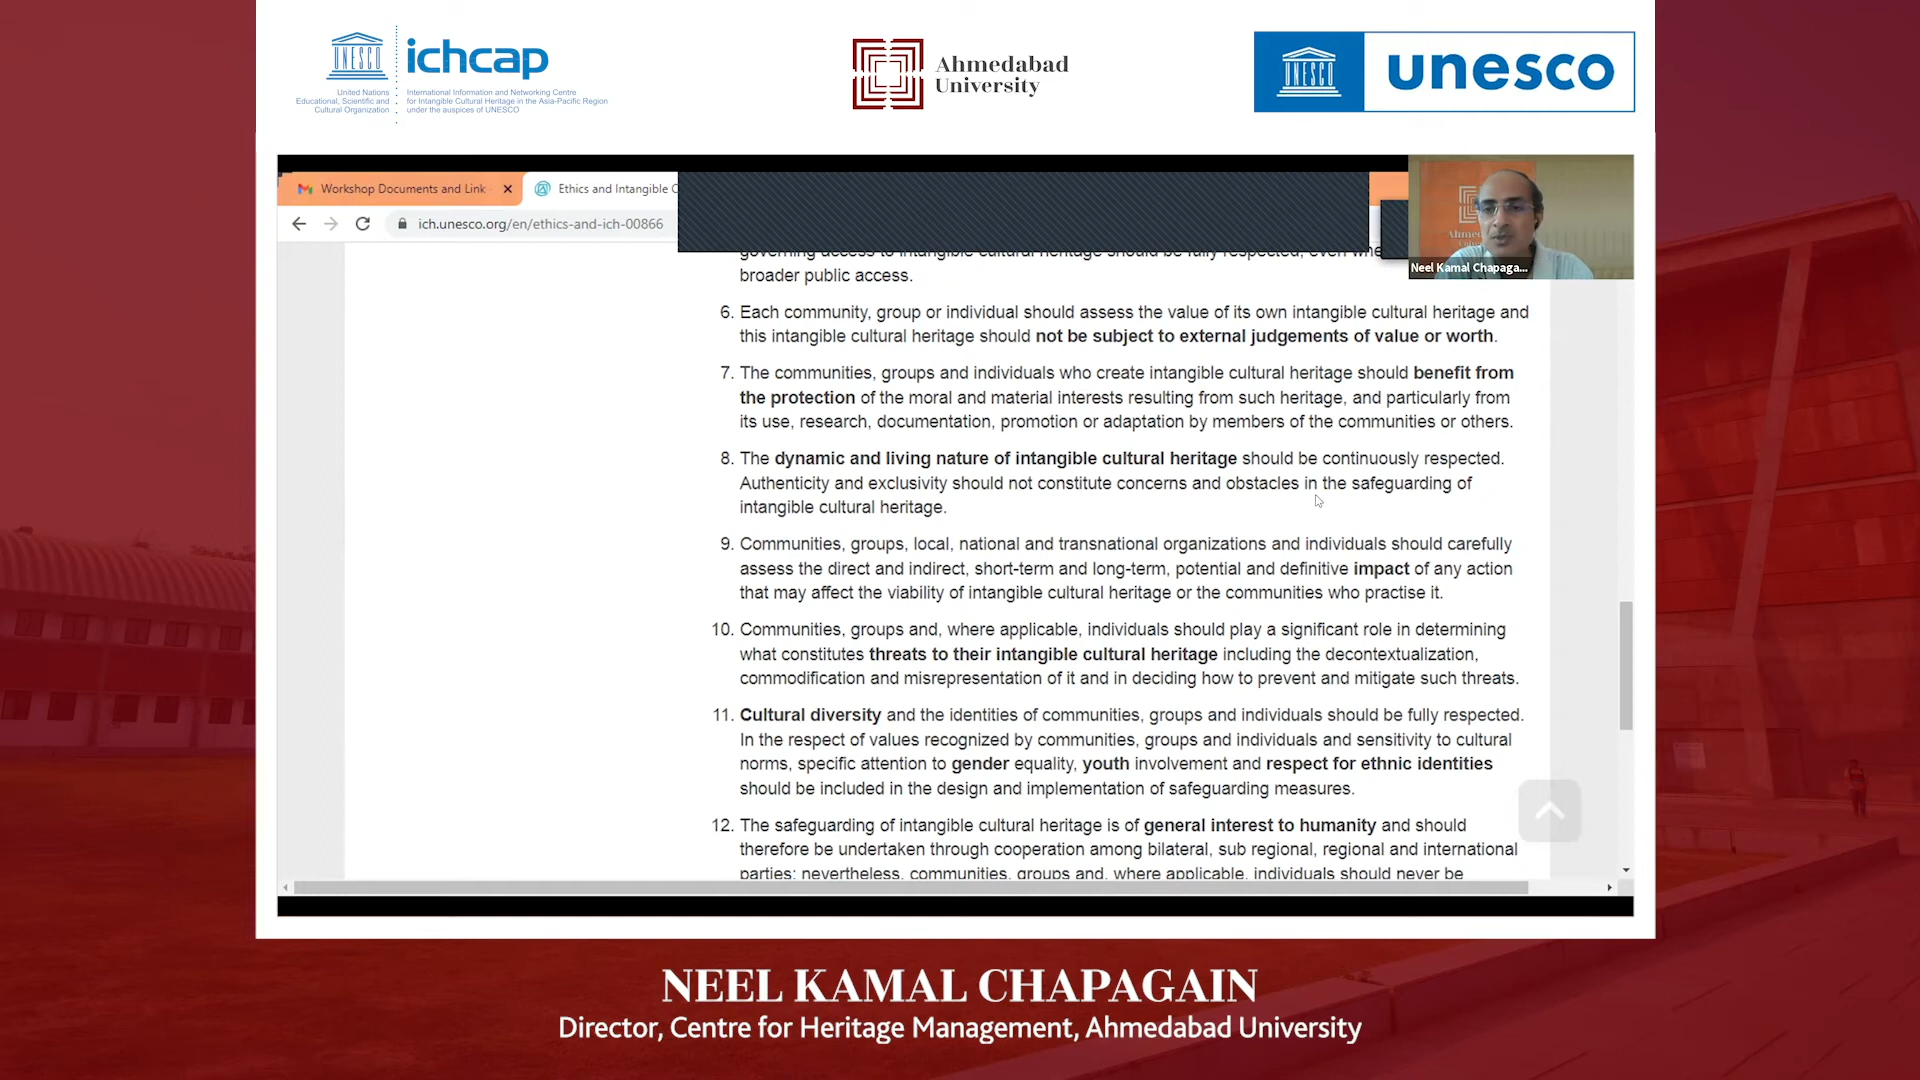 UNESCO
United Nations
Educational, Scientific and
Cultural Organization
ichcap
International Information and Networking Centre
for Intangible Cultural Heritage in the Asia-Pacific Region
under the auspices of UNESCO
Ahmedabad
University
UNESCO
unesco
Workshop Documents and Link
Ethics and Intangible C
ich.unesco.org/en/ethics-and-ich-00866
Neel Kamal Chapaga...
governing access to intangible cultural heritage should be fully respected, even
broader public access.
6. Each community, group or individual should assess the value of its own intangible cultural heritage and
this intangible cultural heritage should not be subject to external judgements of value or worth.
7. The communities, groups and individuals who create intangible cultural heritage should benefit from
the protection of the moral and material interests resulting from such heritage, and particularly from
its use, research, documentation, promotion or adaptation by members of the communities or others.
8. The dynamic and living nature of intangible cultural heritage should be continuously respected.
Authenticity and exclusivity should not constitute concerns and obstacles in the safeguarding of
intangible cultural heritage.
9. Communities, groups, local, national and transnational organizations and individuals should carefully
assess the direct and indirect, short-term and long-term, potential and definitive impact of any action
that may affect the viability of intangible cultural heritage or the communities who practise it.
10. Communities, groups and, where applicable, individuals should play a significant role in determining
what constitutes threats to their intangible cultural heritage including the decontextualization,
commodification and misrepresentation of it and in deciding how to prevent and mitigate such threats.
11. Cultural diversity and the identities of communities, groups and individuals should be fully respected.
In the respect of values recognized by communities, groups and individuals and sensitivity to cultural
norms, specific attention to gender equality, youth involvement and respect for ethnic identities
should be included in the design and implementation of safeguarding measures.
12. The safeguarding of intangible cultural heritage is of general interest to humanity and should
therefore be undertaken through cooperation among bilateral, sub regional, regional and international
parties; nevertheless, communities, groups and, where applicable, individuals should never be
NEEL KAMAL CHAPAGAIN
Director, Centre for Heritage Management, Ahmedabad University